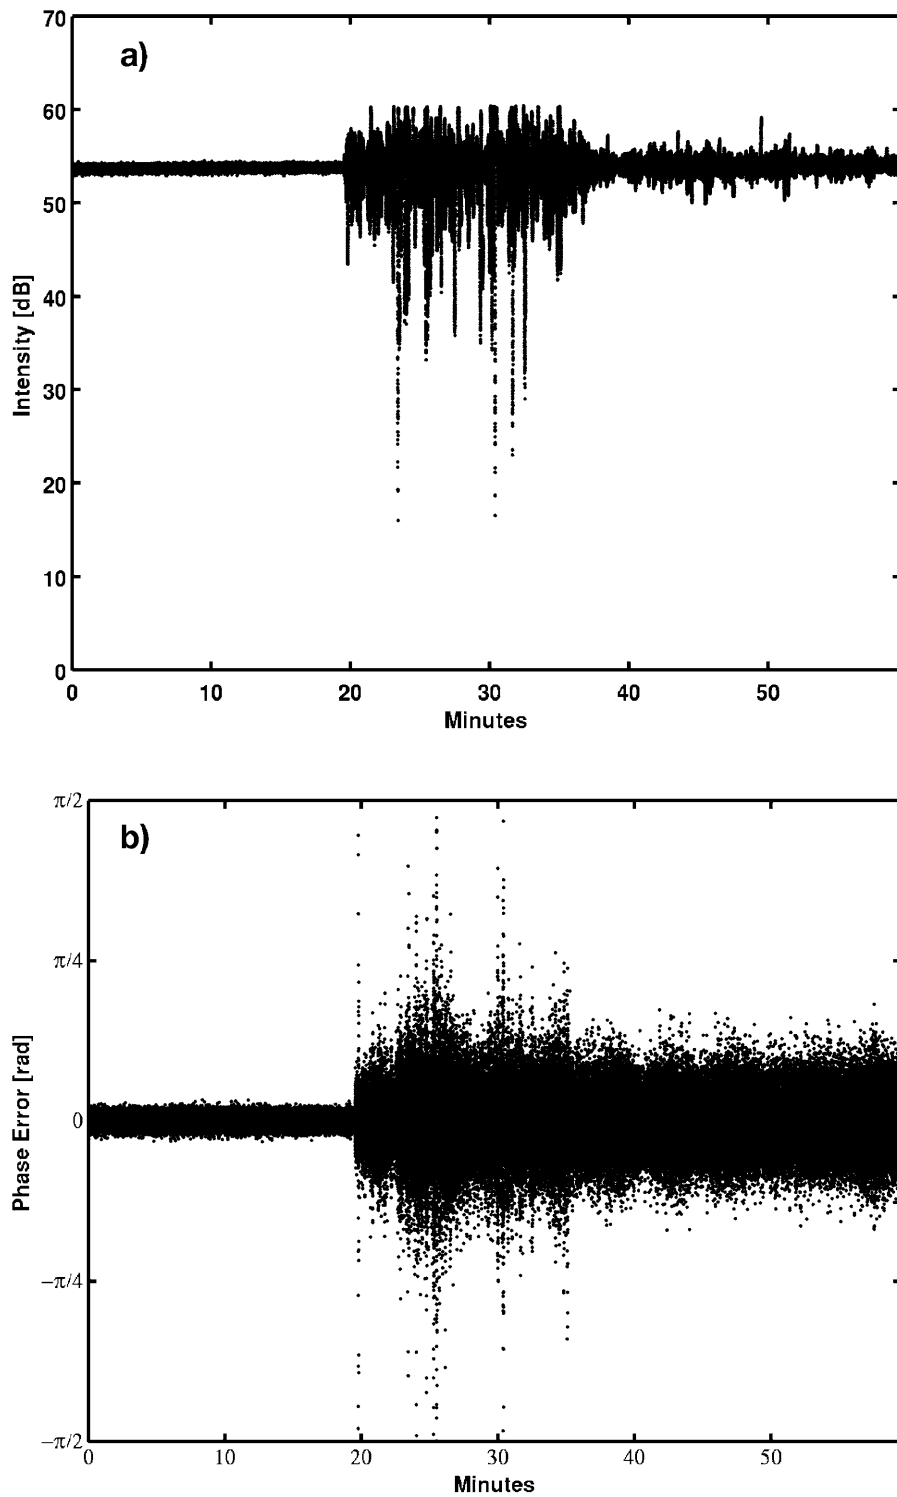 a)
70
60
50
40
30
20
10
0
Intensity [dB]
0 10 20 30 40 50
Minutes
b)
π/2
π/4
0
−π/4
−π/2
Phase Error [rad]
0 10 20 30 40 50
Minutes